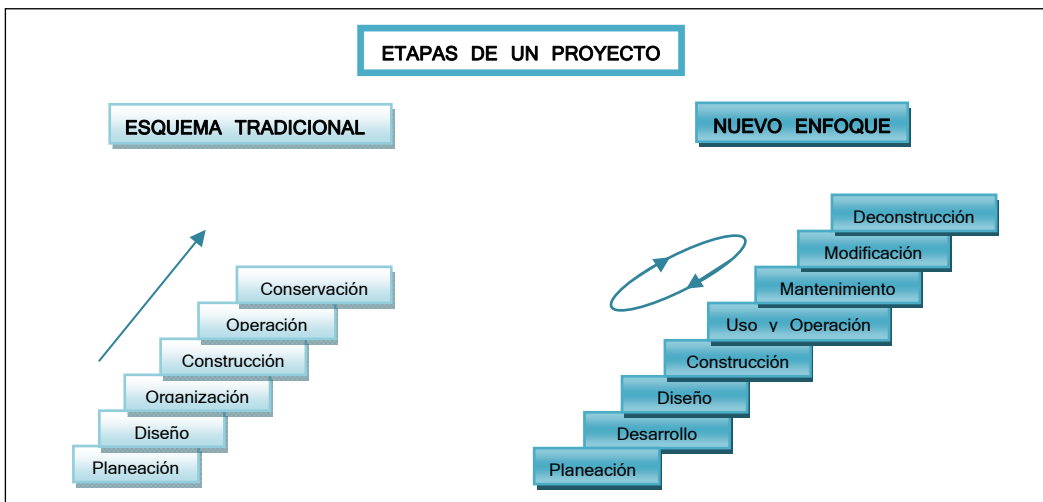 ETAPAS DE UN PROYECTO
ESQUEMA TRADICIONAL
Conservación
Operación
Construcción
Organización
Diseño
Planeación
NUEVO ENFOQUE
Deconstrucción
Modificación
Mantenimiento
Uso y Operación
Construcción
Diseño
Desarrollo
Planeación